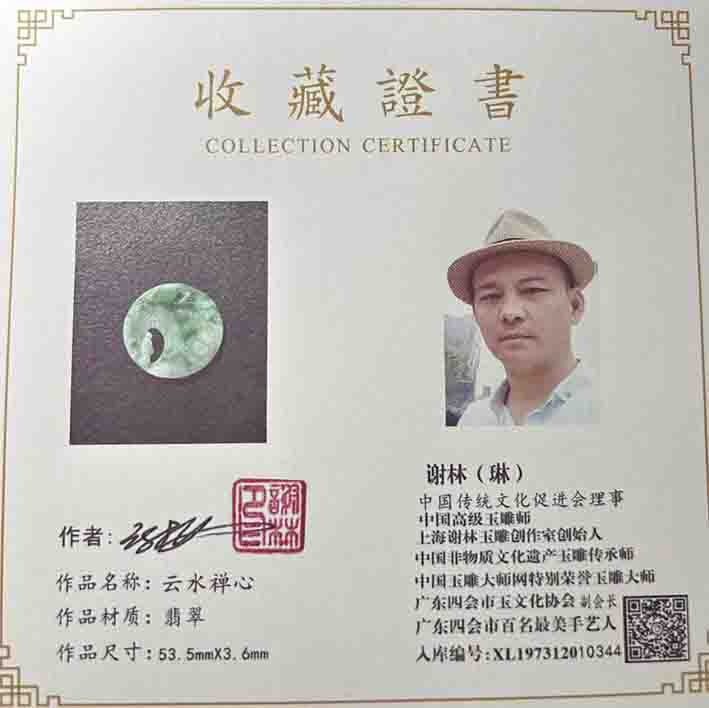 收藏證書
COLLECTION CERTIFICATE
谢林（琳）
中国传统文化促进会理事
中国高级玉雕师
上海谢林玉雕创作室创始人
中国非物质文化遗产玉雕传承师
中国玉雕大师网特别荣誉玉雕大师
广东四会市玉文化协会 副会长
广东四会市百名最美手艺人
入库编号:XL197312010344
作者:
謝林
作品名称: 云水禅心
作品材质: 翡翠
作品尺寸: 53.5mmX3.6mm